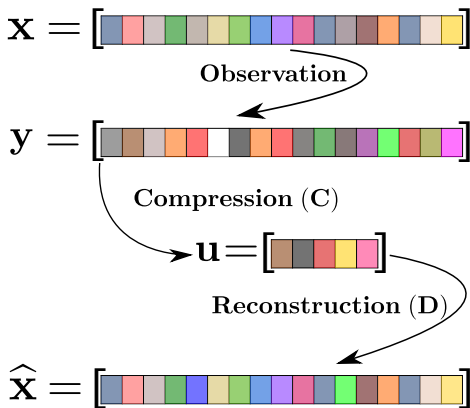 x = [ ]
Observation
y = [ ]
Compression (C)
u = [ ]
Reconstruction (D)
x̂ = [ ]